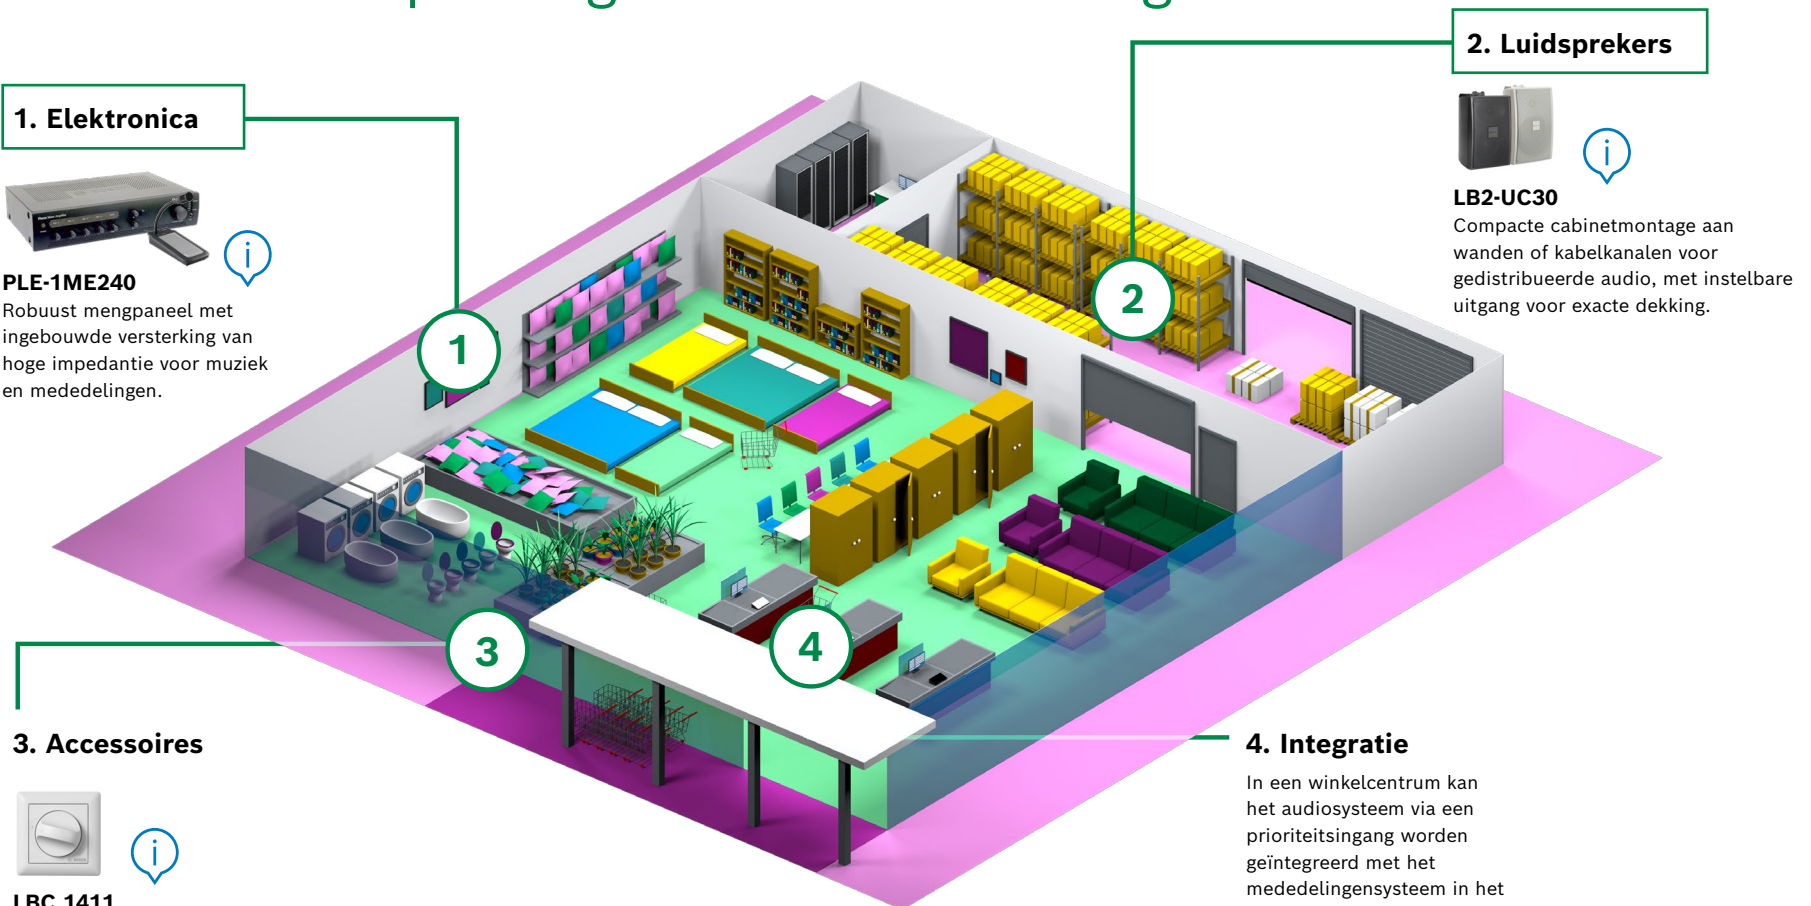 1. Elektronica
PLE-1ME240
Robuust mengpaneel met
ingebouwde versterking van
hoge impedantie voor muziek
en mededelingen.
2. Luidsprekers
LB2-UC30
Compacte cabinetmontage aan
wanden of kabelkanalen voor
gedistribueerde audio, met instelbare
uitgang voor exacte dekking.
1
2
3
4
3. Accessoires
LBC 1411
4. Integratie
In een winkelcentrum kan
het audiosysteem via een
prioriteitsingang worden
geïntegreerd met het
mededelingensysteem in het